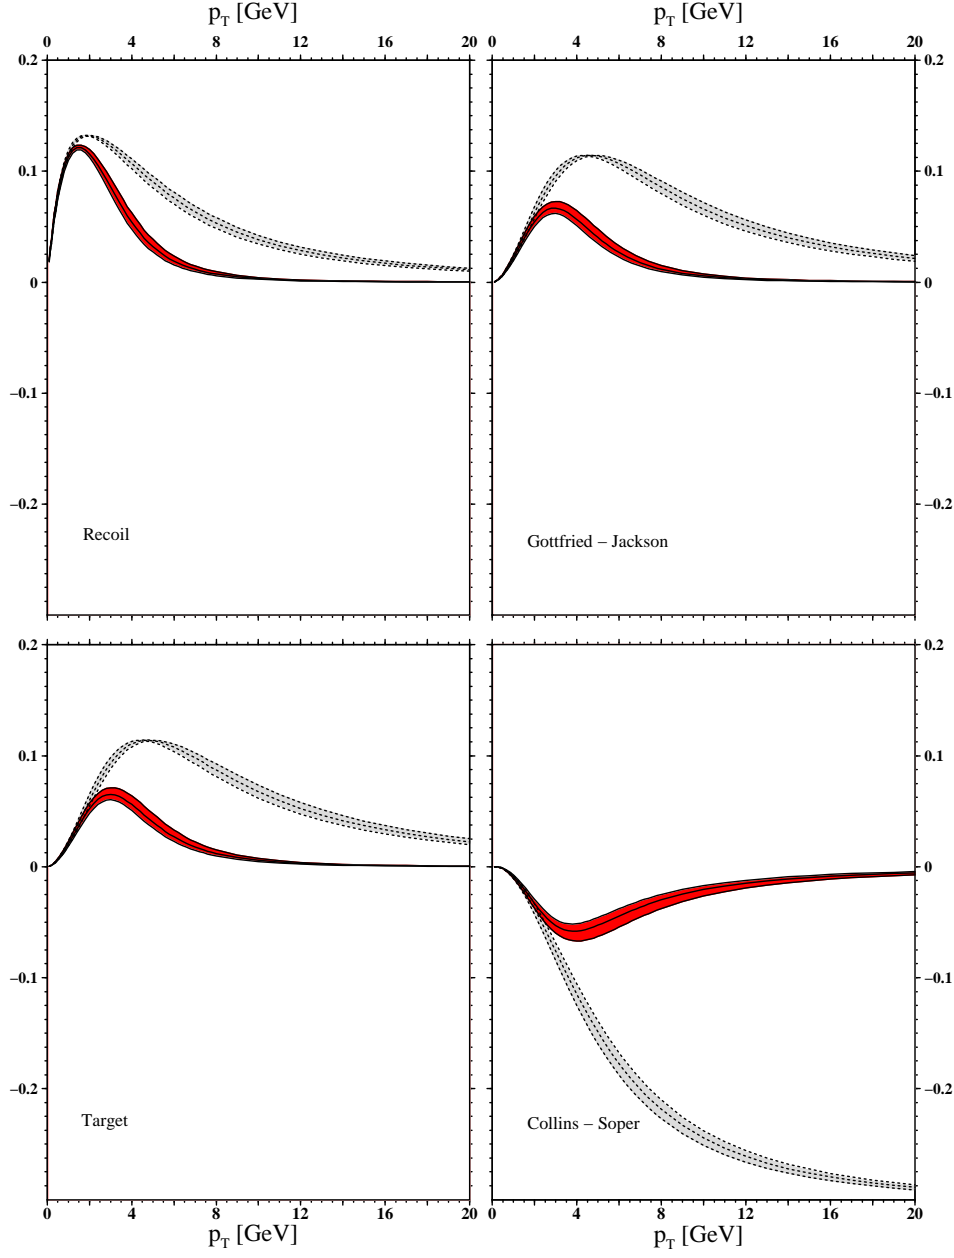 p_T [GeV] p_T [GeV]
0 4 8 12 16 20 0 4 8 12 16 20
0.2 0.2
0.1 0.1
0 0
−0.1 −0.1
−0.2 −0.2
Recoil
Gottfried − Jackson
0.2 0.2
0.1 0.1
0 0
−0.1 −0.1
−0.2 −0.2
Target
Collins − Soper
0 4 8 12 16 20 0 4 8 12 16 20
p_T [GeV] p_T [GeV]